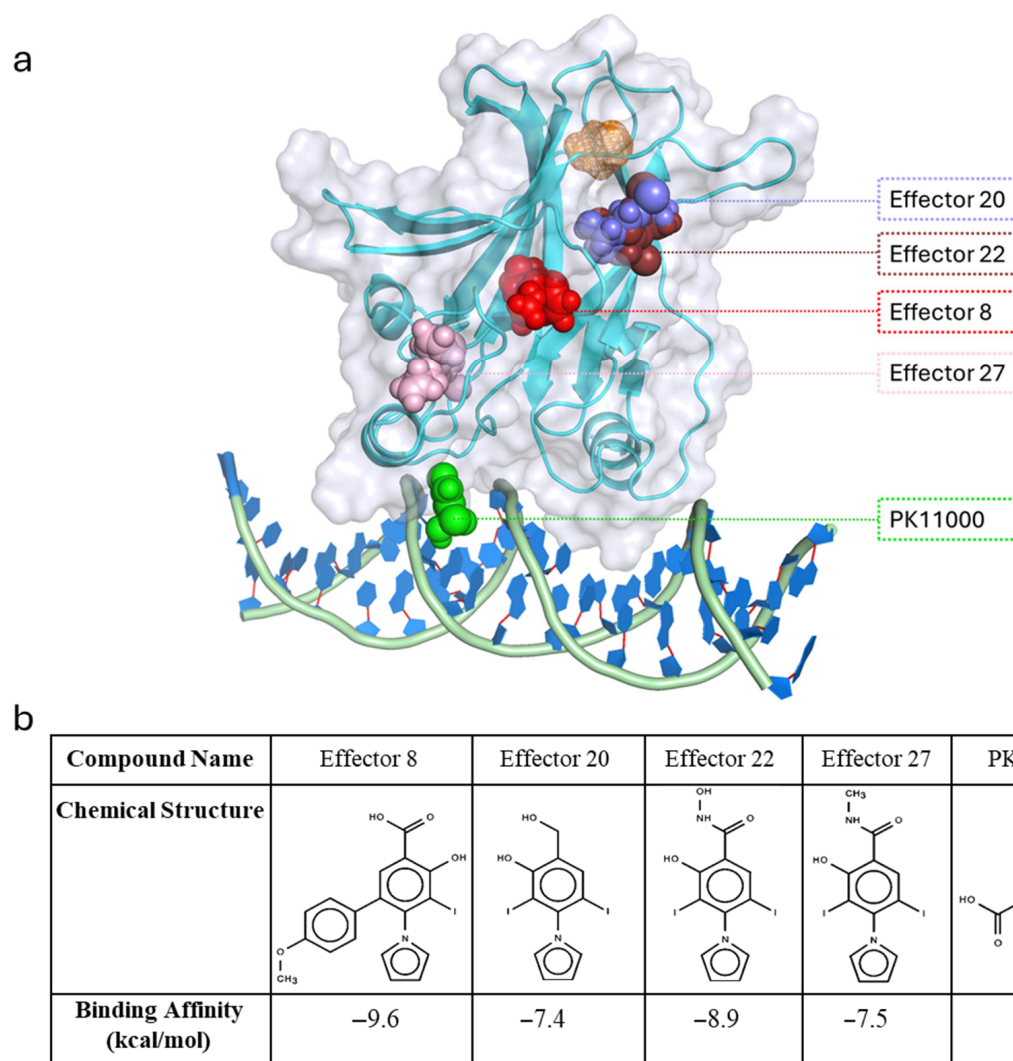 a
Effector 20
Effector 22
Effector 8
Effector 27
PK11000
b
Compound Name Effector 8 Effector 20 Effector 22 Effector 27 PK
Chemical Structure
HO O OH I N O CH₃
HO HO I I N
OH NH O HO I I N
CH₃ NH O HO I I N
HO O
Binding Affinity
(kcal/mol) −9.6 −7.4 −8.9 −7.5